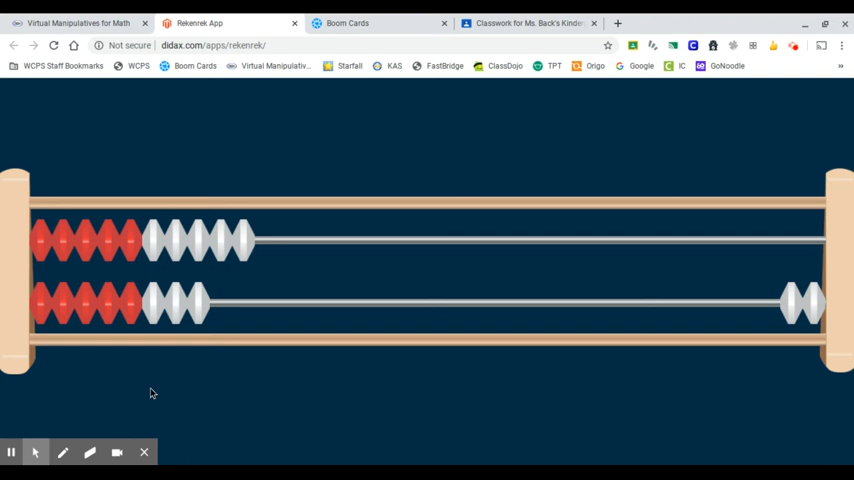 Virtual Manipulatives for Math
Rekenrek App
Boom Cards
Classwork for Ms. Back's Kinder
Not secure | didax.com/apps/rekenrek/
WCPS Staff Bookmarks WCPS Boom Cards Virtual Manipulativ... Starfall KAS FastBridge ClassDojo TPT Origo Google IC GoNoodle »